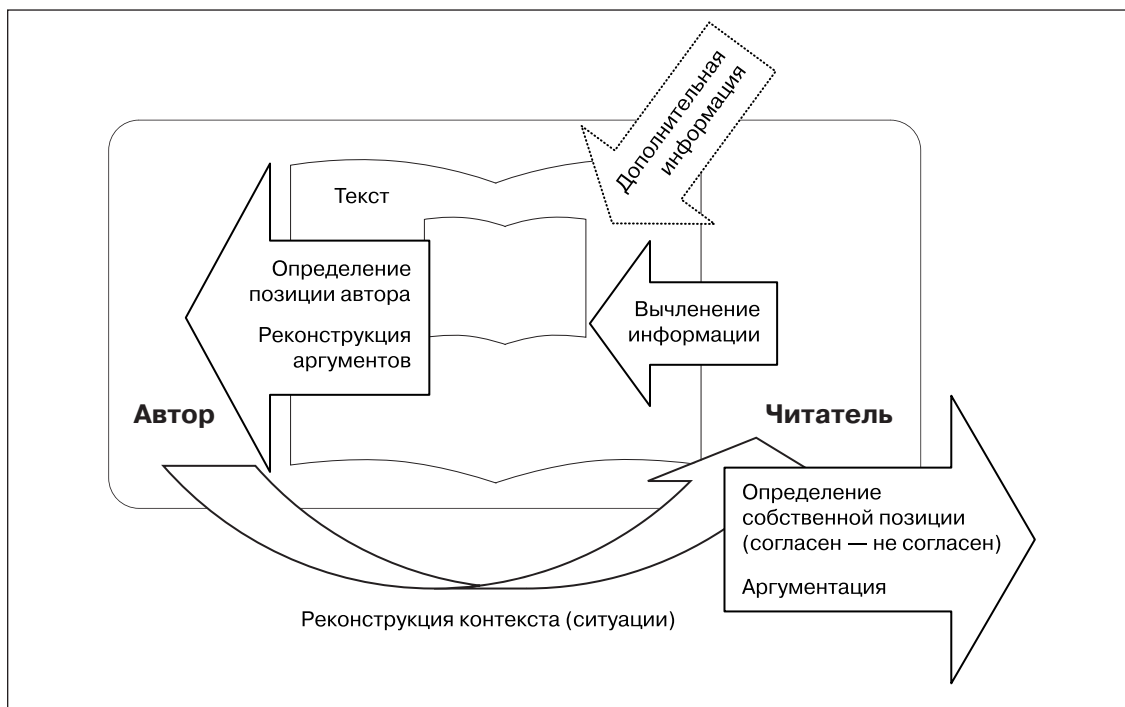 Дополнительная
информация
Текст
Определение
позиции автора
Реконструкция
аргументов
Вычленение
информации
Автор
Читатель
Определение
собственной позиции
(согласен — не согласен)
Аргументация
Реконструкция контекста (ситуации)